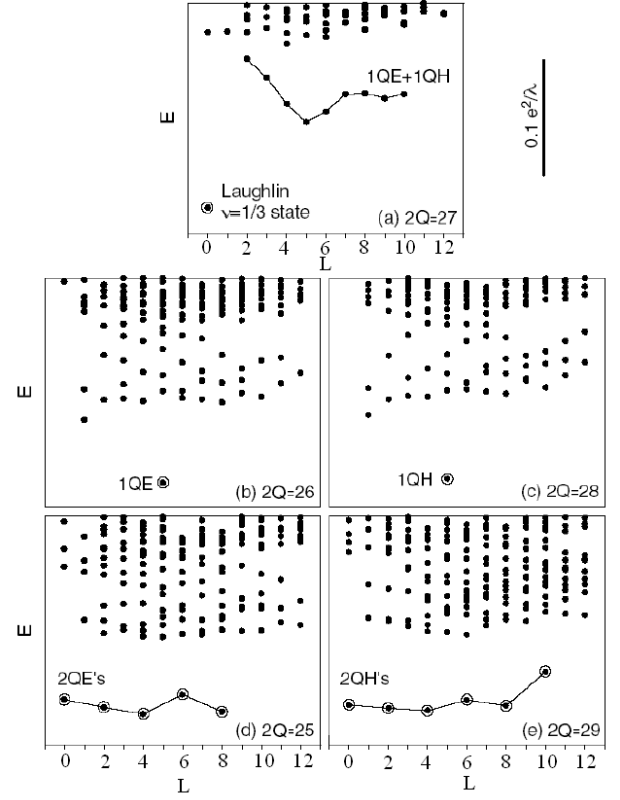 E
1QE+1QH
0.1 e²/λ
Laughlin
ν=1/3 state
(a) 2Q=27
0 2 4 6 8 10 12
L
E
1QE
(b) 2Q=26
1QH
(c) 2Q=28
E
2QE's
(d) 2Q=25
2QH's
(e) 2Q=29
0 2 4 6 8 10 12
0 2 4 6 8 10 12
L
L